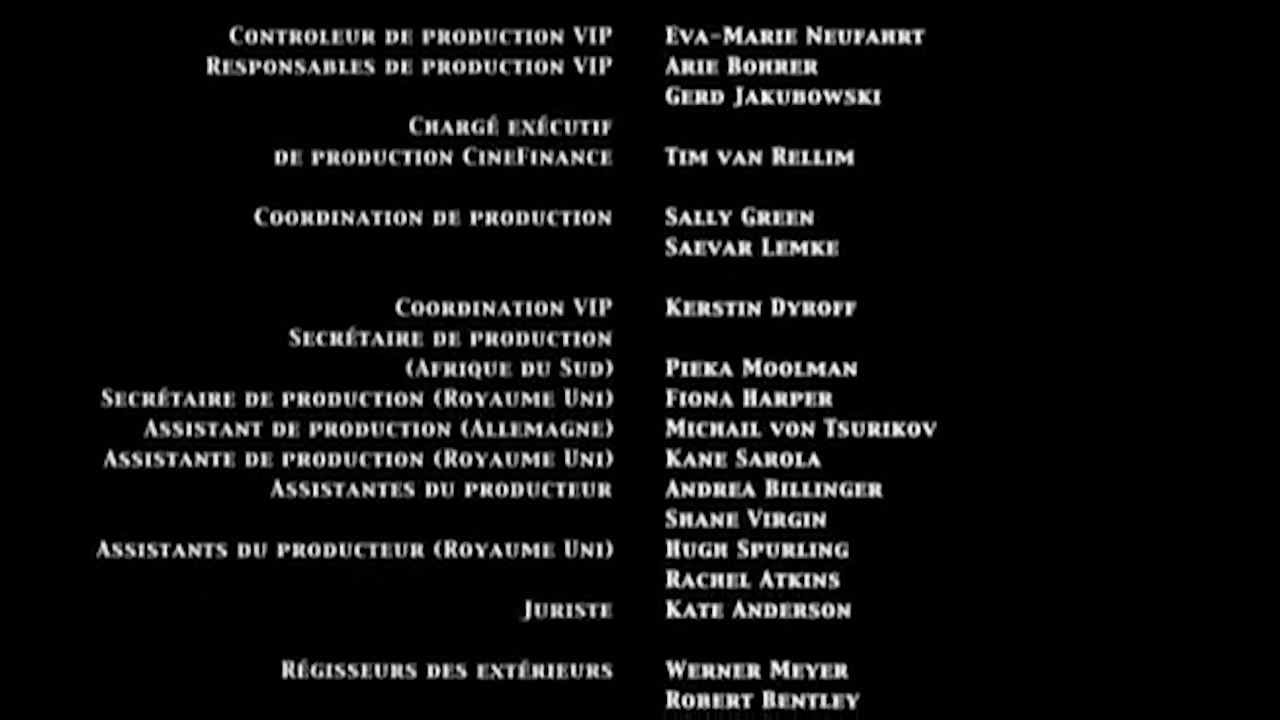 CONTROLEUR DE PRODUCTION VIP EVA-MARIE NEUFAHRT
RESPONSABLES DE PRODUCTION VIP ARIE BOHRER
GERD JAKUBOWSKI
CHARGÉ EXÉCUTIF
DE PRODUCTION CINEFINANCE TIM VAN RELLIM
COORDINATION DE PRODUCTION SALLY GREEN
SAEVAR LEMKE
COORDINATION VIP KERSTIN DYROFF
SECRÉTAIRE DE PRODUCTION
(AFRIQUE DU SUD) PIEKA MOOLMAN
SECRÉTAIRE DE PRODUCTION (ROYAUME UNI) FIONA HARPER
ASSISTANT DE PRODUCTION (ALLEMAGNE) MICHAIL VON TSURIKOV
ASSISTANTE DE PRODUCTION (ROYAUME UNI) KANE SAROLA
ASSISTANTES DU PRODUCTEUR ANDREA BILLINGER
SHANE VIRGIN
ASSISTANTS DU PRODUCTEUR (ROYAUME UNI) HUGH SPURLING
RACHEL ATKINS
JURISTE KATE ANDERSON
RÉGISSEURS DES EXTÉRIEURS WERNER MEYER
ROBERT BENTLEY